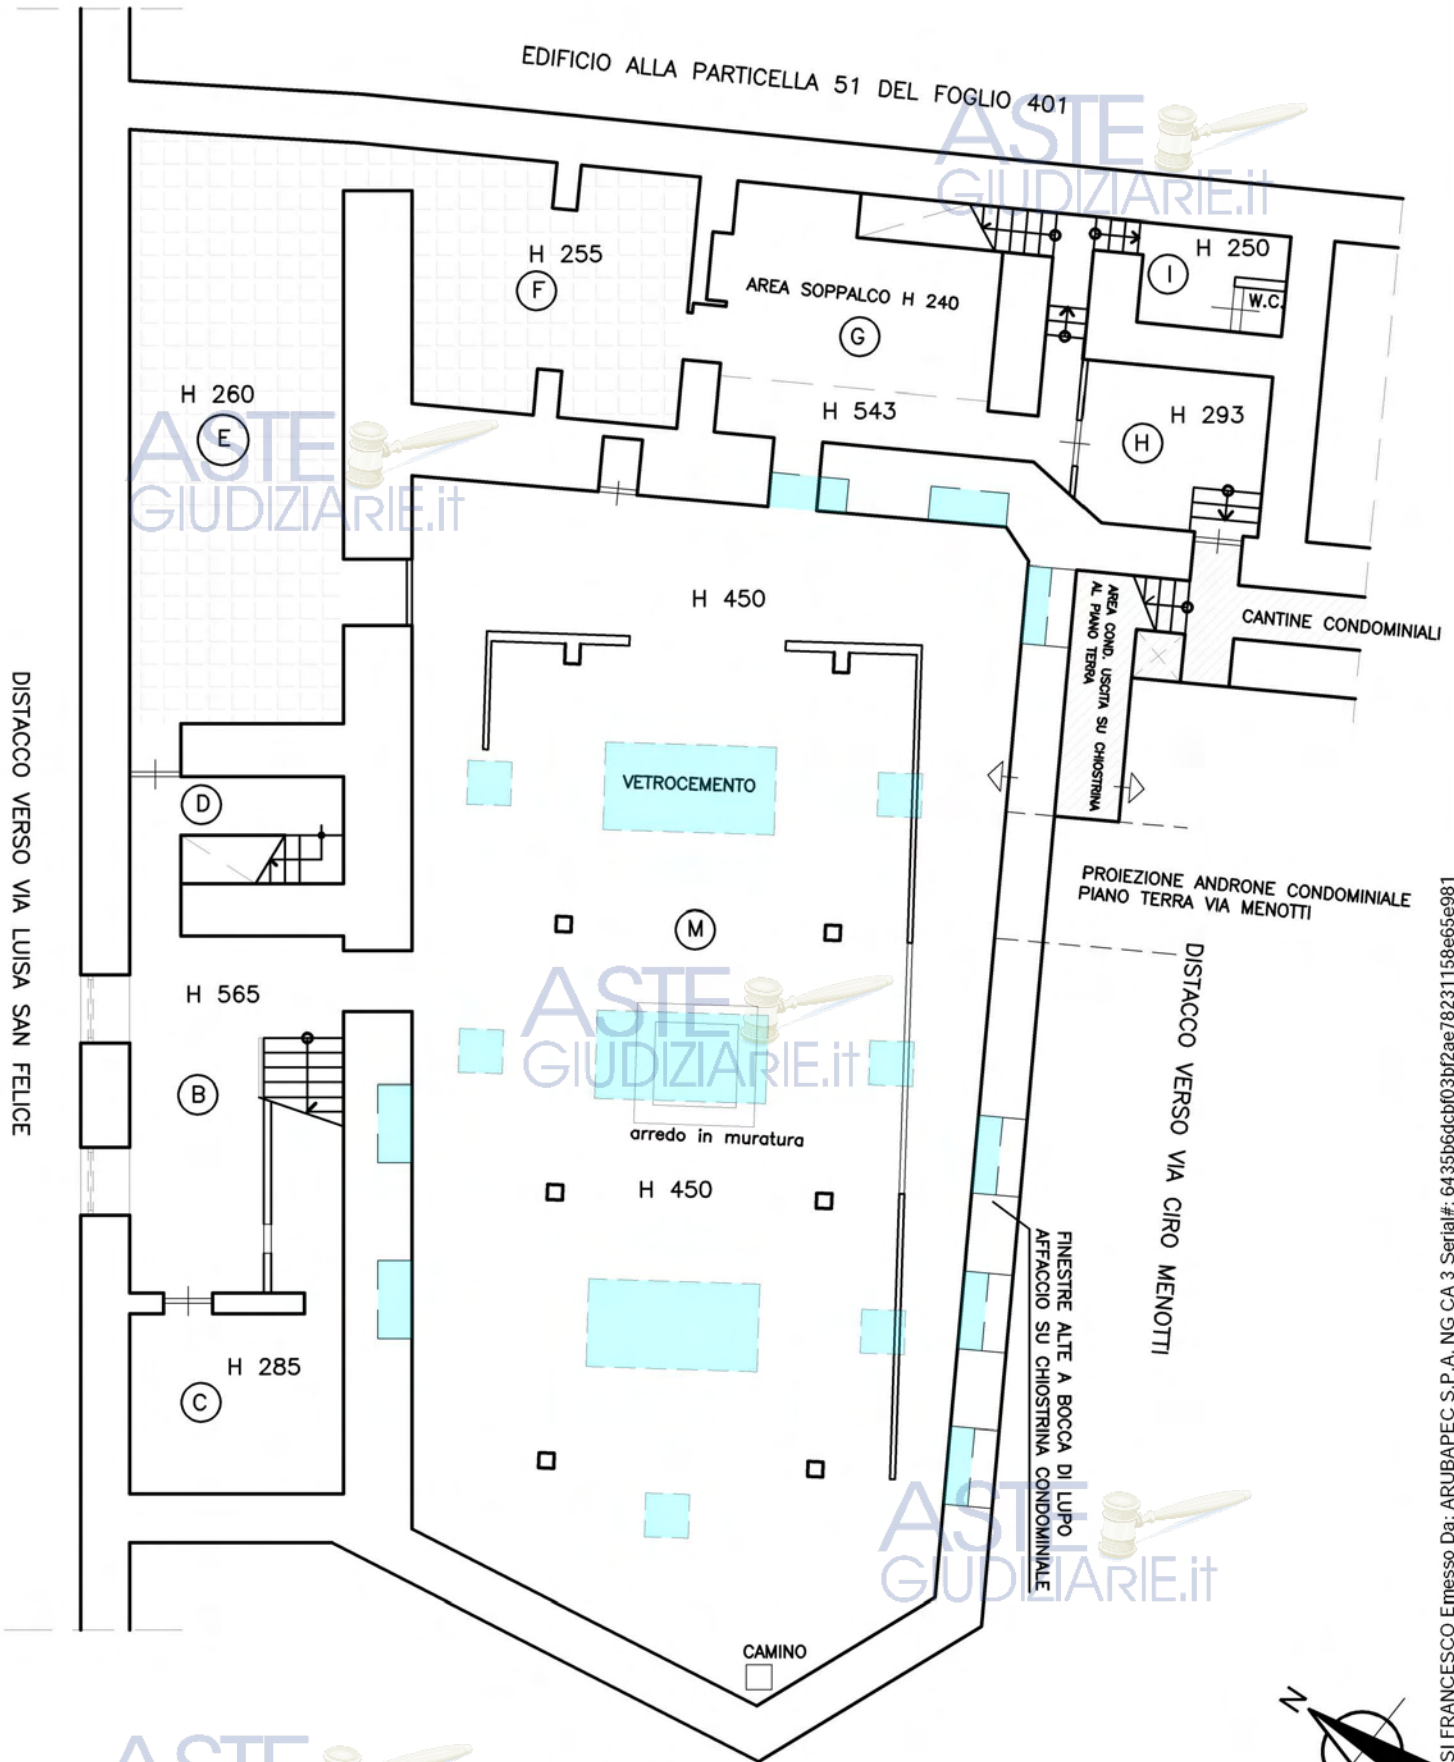 EDIFICIO ALLA PARTICELLA 51 DEL FOGLIO 401
ASTE
GIUDIZIARIE.it
H 255
F
H 250
I
W.C.
AREA SOPPALCO H 240
G
H 260
E
ASTE
GIUDIZIARIE.it
H 543
H 293
H
H 450
AREA COND. USCITA SU CHIOSTRINA
AL PIANO TERRA
CANTINE CONDOMINIALI
DISTACCO VERSO VIA LUISA SAN FELICE
VETROCEMENTO
D
PROIEZIONE ANDRONE CONDOMINIALE
PIANO TERRA VIA MENOTTI
M
H 565
ASTE
GIUDIZIARIE.it
DISTACCO VERSO VIA CIRO MENOTTI
B
arredo in muratura
H 450
FINESTRE ALTE A BOCCA DI LUPO
AFFACCIO SU CHIOSTRINA CONDOMINIALE
H 285
C
ASTE
GIUDIZIARIE.it
CAMINO
N
ASTE
SI FRANCESCO Emesso Da: ARUBAPEC S.P.A. NG CA 3 Serial#: 6435b6dcbf03bf2ae78231158e65e981